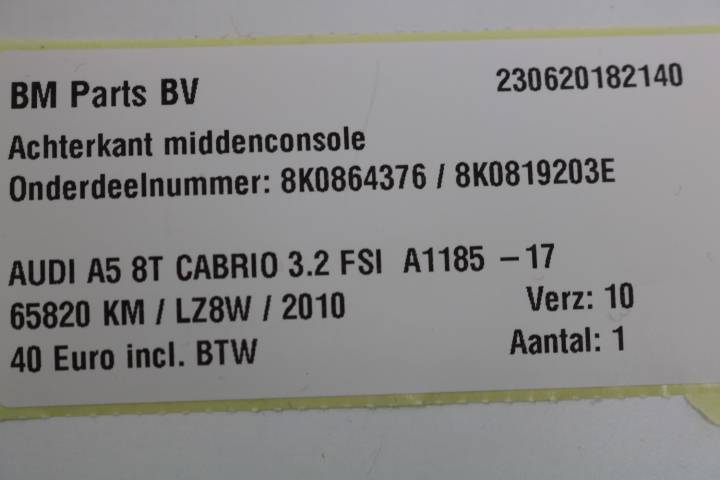 BM Parts BV 230620182140
Achterkant middenconsole
Onderdeelnummer: 8K0864376 / 8K0819203E
AUDI A5 8T CABRIO 3.2 FSI A1185 – 17
65820 KM / LZ8W / 2010 Verz: 10
40 Euro incl. BTW Aantal: 1